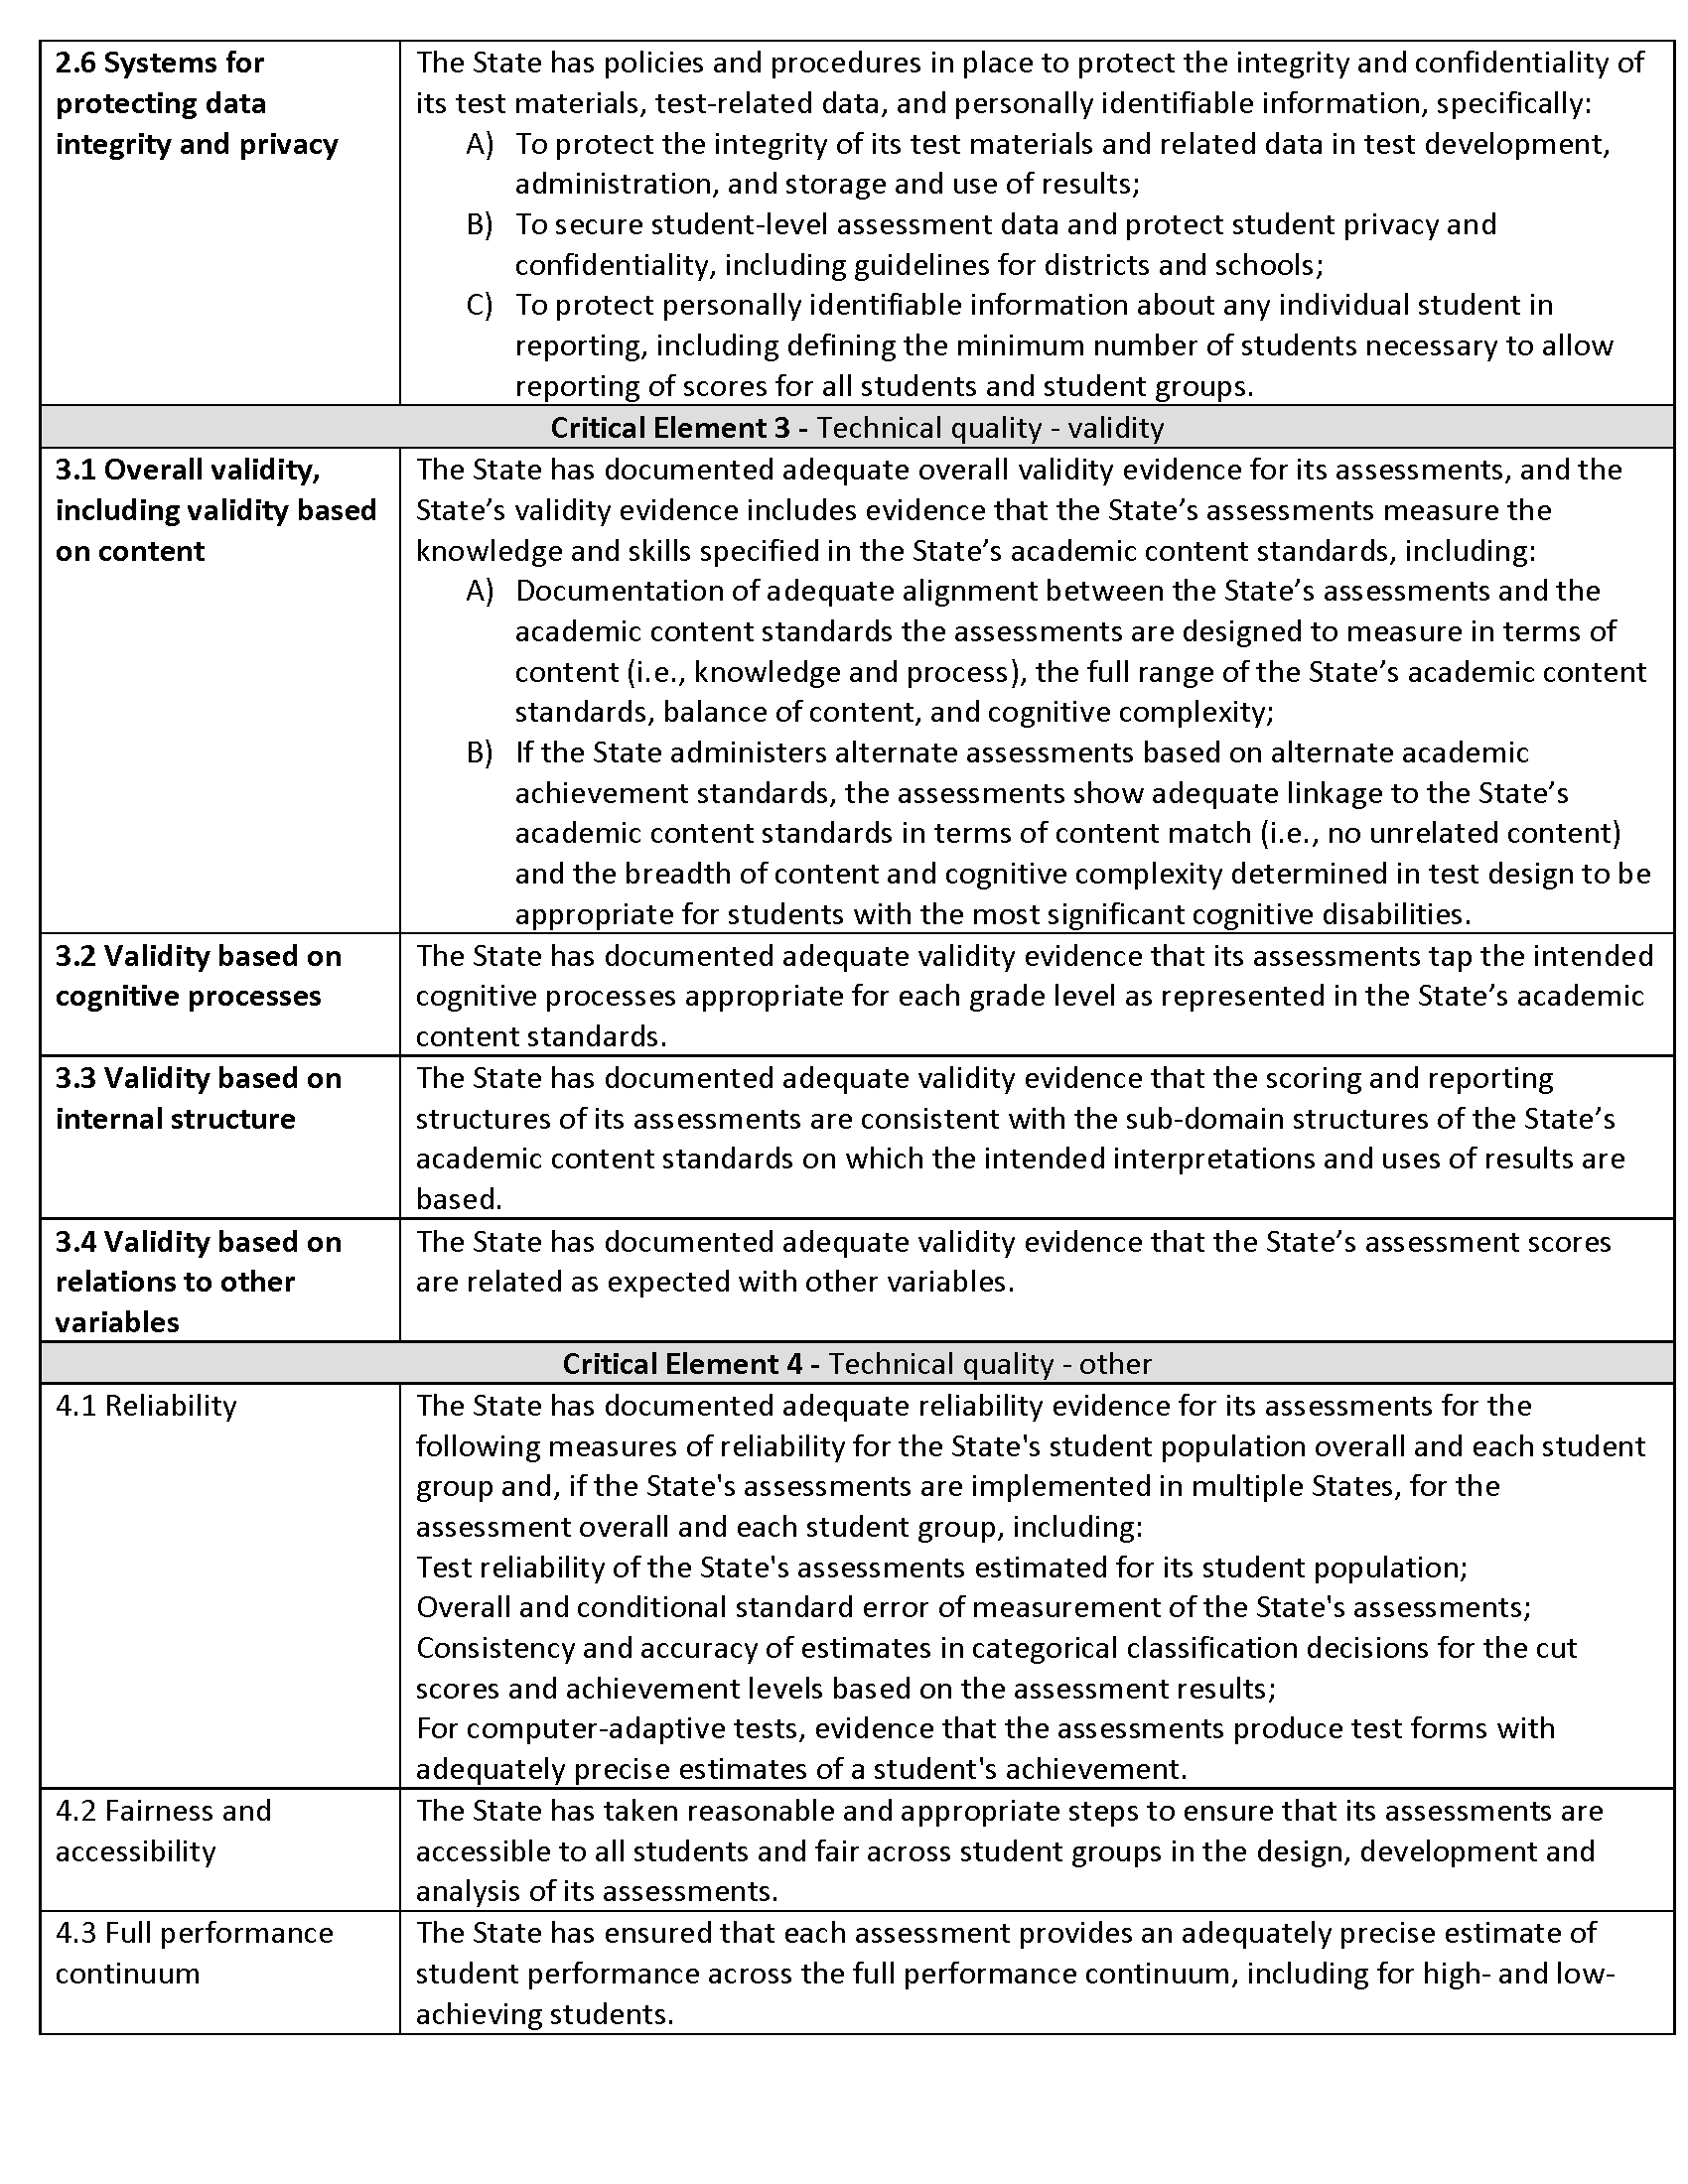 2.6 Systems for
protecting data
integrity and privacy
The State has policies and procedures in place to protect the integrity and confidentiality of
its test materials, test-related data, and personally identifiable information, specifically:
A) To protect the integrity of its test materials and related data in test development,
administration, and storage and use of results;
B) To secure student-level assessment data and protect student privacy and
confidentiality, including guidelines for districts and schools;
C) To protect personally identifiable information about any individual student in
reporting, including defining the minimum number of students necessary to allow
reporting of scores for all students and student groups.
Critical Element 3 - Technical quality - validity
3.1 Overall validity,
including validity based
on content
The State has documented adequate overall validity evidence for its assessments, and the
State’s validity evidence includes evidence that the State’s assessments measure the
knowledge and skills specified in the State’s academic content standards, including:
A) Documentation of adequate alignment between the State’s assessments and the
academic content standards the assessments are designed to measure in terms of
content (i.e., knowledge and process), the full range of the State’s academic content
standards, balance of content, and cognitive complexity;
B) If the State administers alternate assessments based on alternate academic
achievement standards, the assessments show adequate linkage to the State’s
academic content standards in terms of content match (i.e., no unrelated content)
and the breadth of content and cognitive complexity determined in test design to be
appropriate for students with the most significant cognitive disabilities.
3.2 Validity based on
cognitive processes
The State has documented adequate validity evidence that its assessments tap the intended
cognitive processes appropriate for each grade level as represented in the State’s academic
content standards.
3.3 Validity based on
internal structure
The State has documented adequate validity evidence that the scoring and reporting
structures of its assessments are consistent with the sub-domain structures of the State’s
academic content standards on which the intended interpretations and uses of results are
based.
3.4 Validity based on
relations to other
variables
The State has documented adequate validity evidence that the State’s assessment scores
are related as expected with other variables.
Critical Element 4 - Technical quality - other
4.1 Reliability
The State has documented adequate reliability evidence for its assessments for the
following measures of reliability for the State's student population overall and each student
group and, if the State's assessments are implemented in multiple States, for the
assessment overall and each student group, including:
Test reliability of the State's assessments estimated for its student population;
Overall and conditional standard error of measurement of the State's assessments;
Consistency and accuracy of estimates in categorical classification decisions for the cut
scores and achievement levels based on the assessment results;
For computer-adaptive tests, evidence that the assessments produce test forms with
adequately precise estimates of a student's achievement.
4.2 Fairness and
accessibility
The State has taken reasonable and appropriate steps to ensure that its assessments are
accessible to all students and fair across student groups in the design, development and
analysis of its assessments.
4.3 Full performance
continuum
The State has ensured that each assessment provides an adequately precise estimate of
student performance across the full performance continuum, including for high- and low-
achieving students.